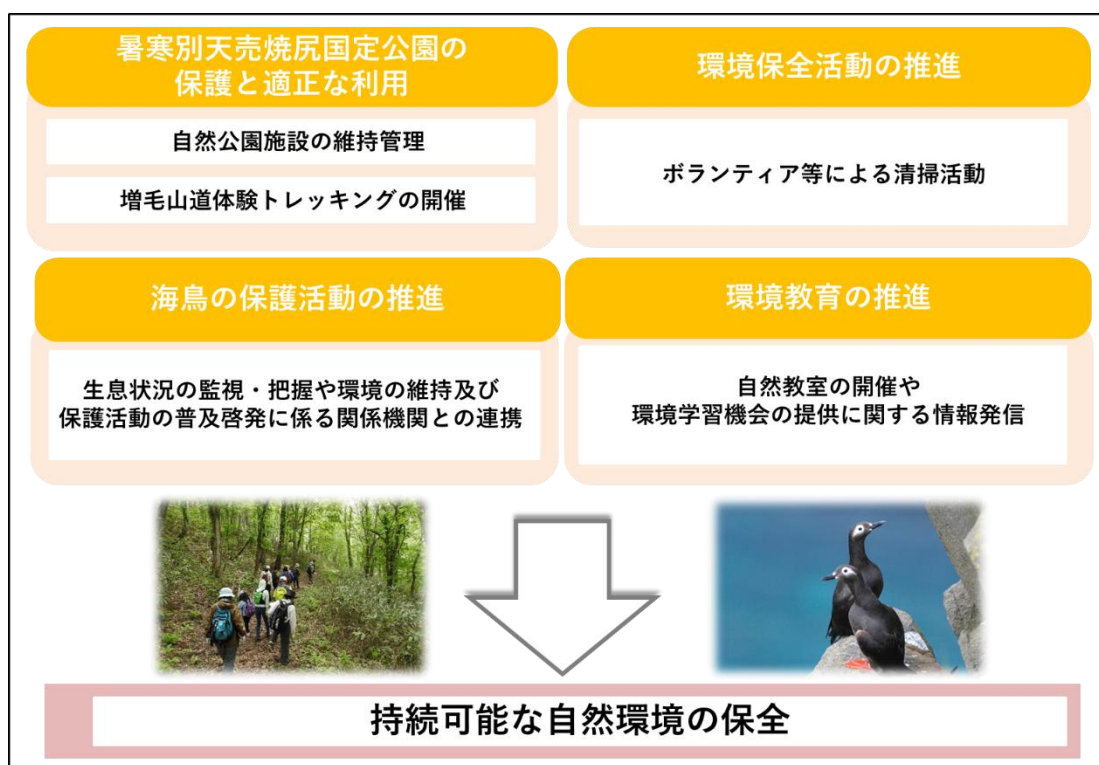 暑寒別天売焼尻国定公園の
保護と適正な利用
自然公園施設の維持管理
増毛山道体験トレッキングの開催
環境保全活動の推進
ボランティア等による清掃活動
海鳥の保護活動の推進
生息状況の監視・把握や環境の維持及び
保護活動の普及啓発に係る関係機関との連携
環境教育の推進
自然教室の開催や
環境学習機会の提供に関する情報発信
持続可能な自然環境の保全